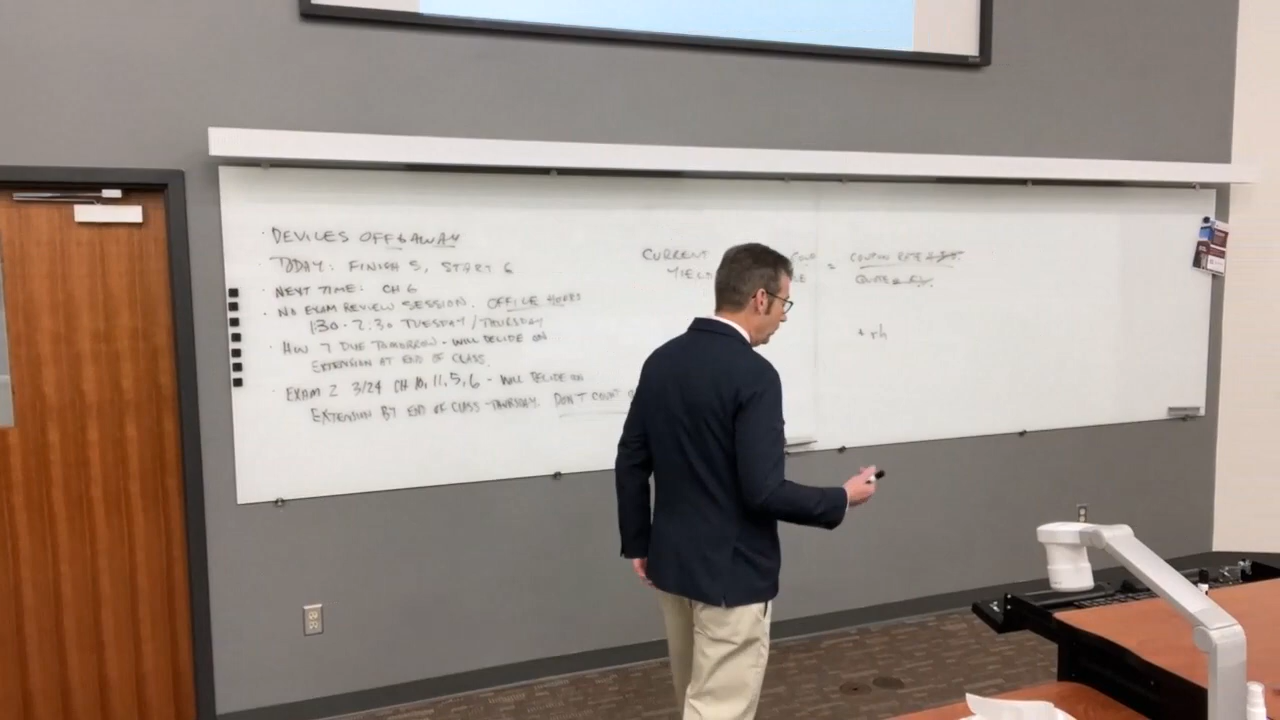 · DEVICES OFF & AWAY
· TODAY: FINISH 5, START 6
· NEXT TIME: CH 6
· NO EXAM REVIEW SESSION. OFFICE HOURS
1:30 - 2:30 TUESDAY / THURSDAY
· HW 7 DUE TOMORROW - WILL DECIDE ON
EXTENSION AT END OF CLASS.
· EXAM 2 3/24 CH 10, 11, 5, 6 - WILL DECIDE ON
EXTENSION BY END OF CLASS - THURSDAY. DON'T COUNT
CURRENT
YIEL
=
COUPON RATE
QUOTE